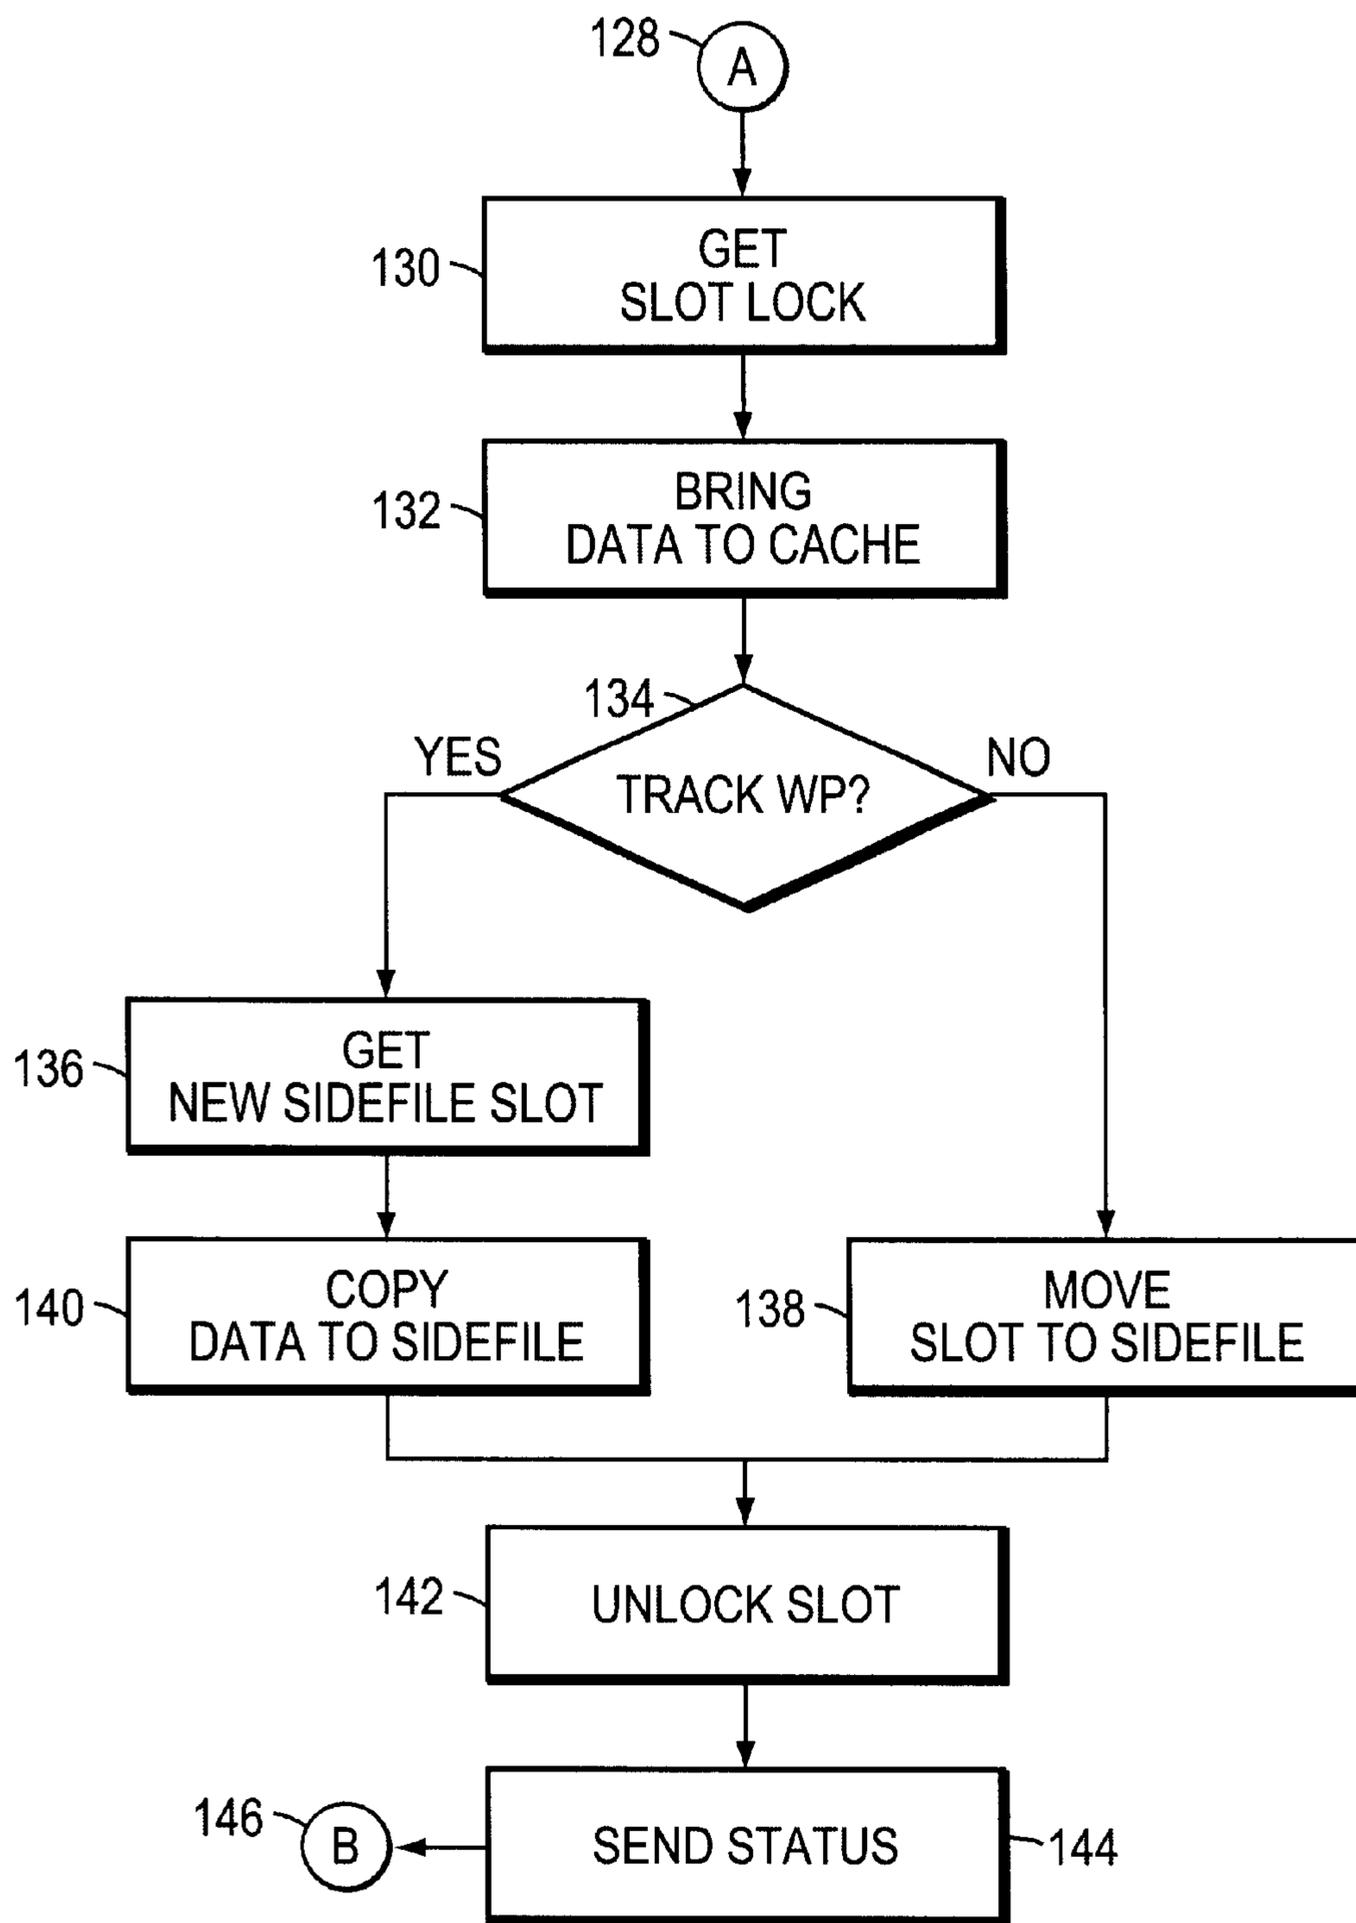 128
A
130
GET
SLOT LOCK
132
BRING
DATA TO CACHE
134
YES
NO
TRACK WP?
136
GET
NEW SIDEFILE SLOT
140
COPY
DATA TO SIDEFILE
138
MOVE
SLOT TO SIDEFILE
142
UNLOCK SLOT
146
B
SEND STATUS
144